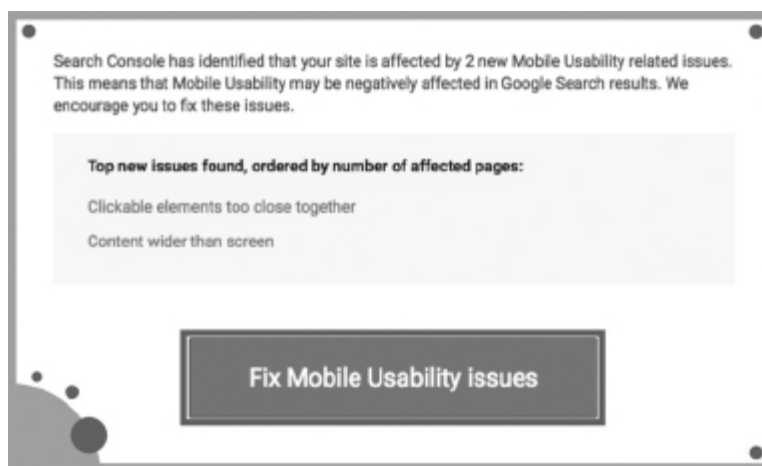 Search Console has identified that your site is affected by 2 new Mobile Usability related issues.
This means that Mobile Usability may be negatively affected in Google Search results. We
encourage you to fix these issues.
Top new issues found, ordered by number of affected pages:
Clickable elements too close together
Content wider than screen
Fix Mobile Usability issues